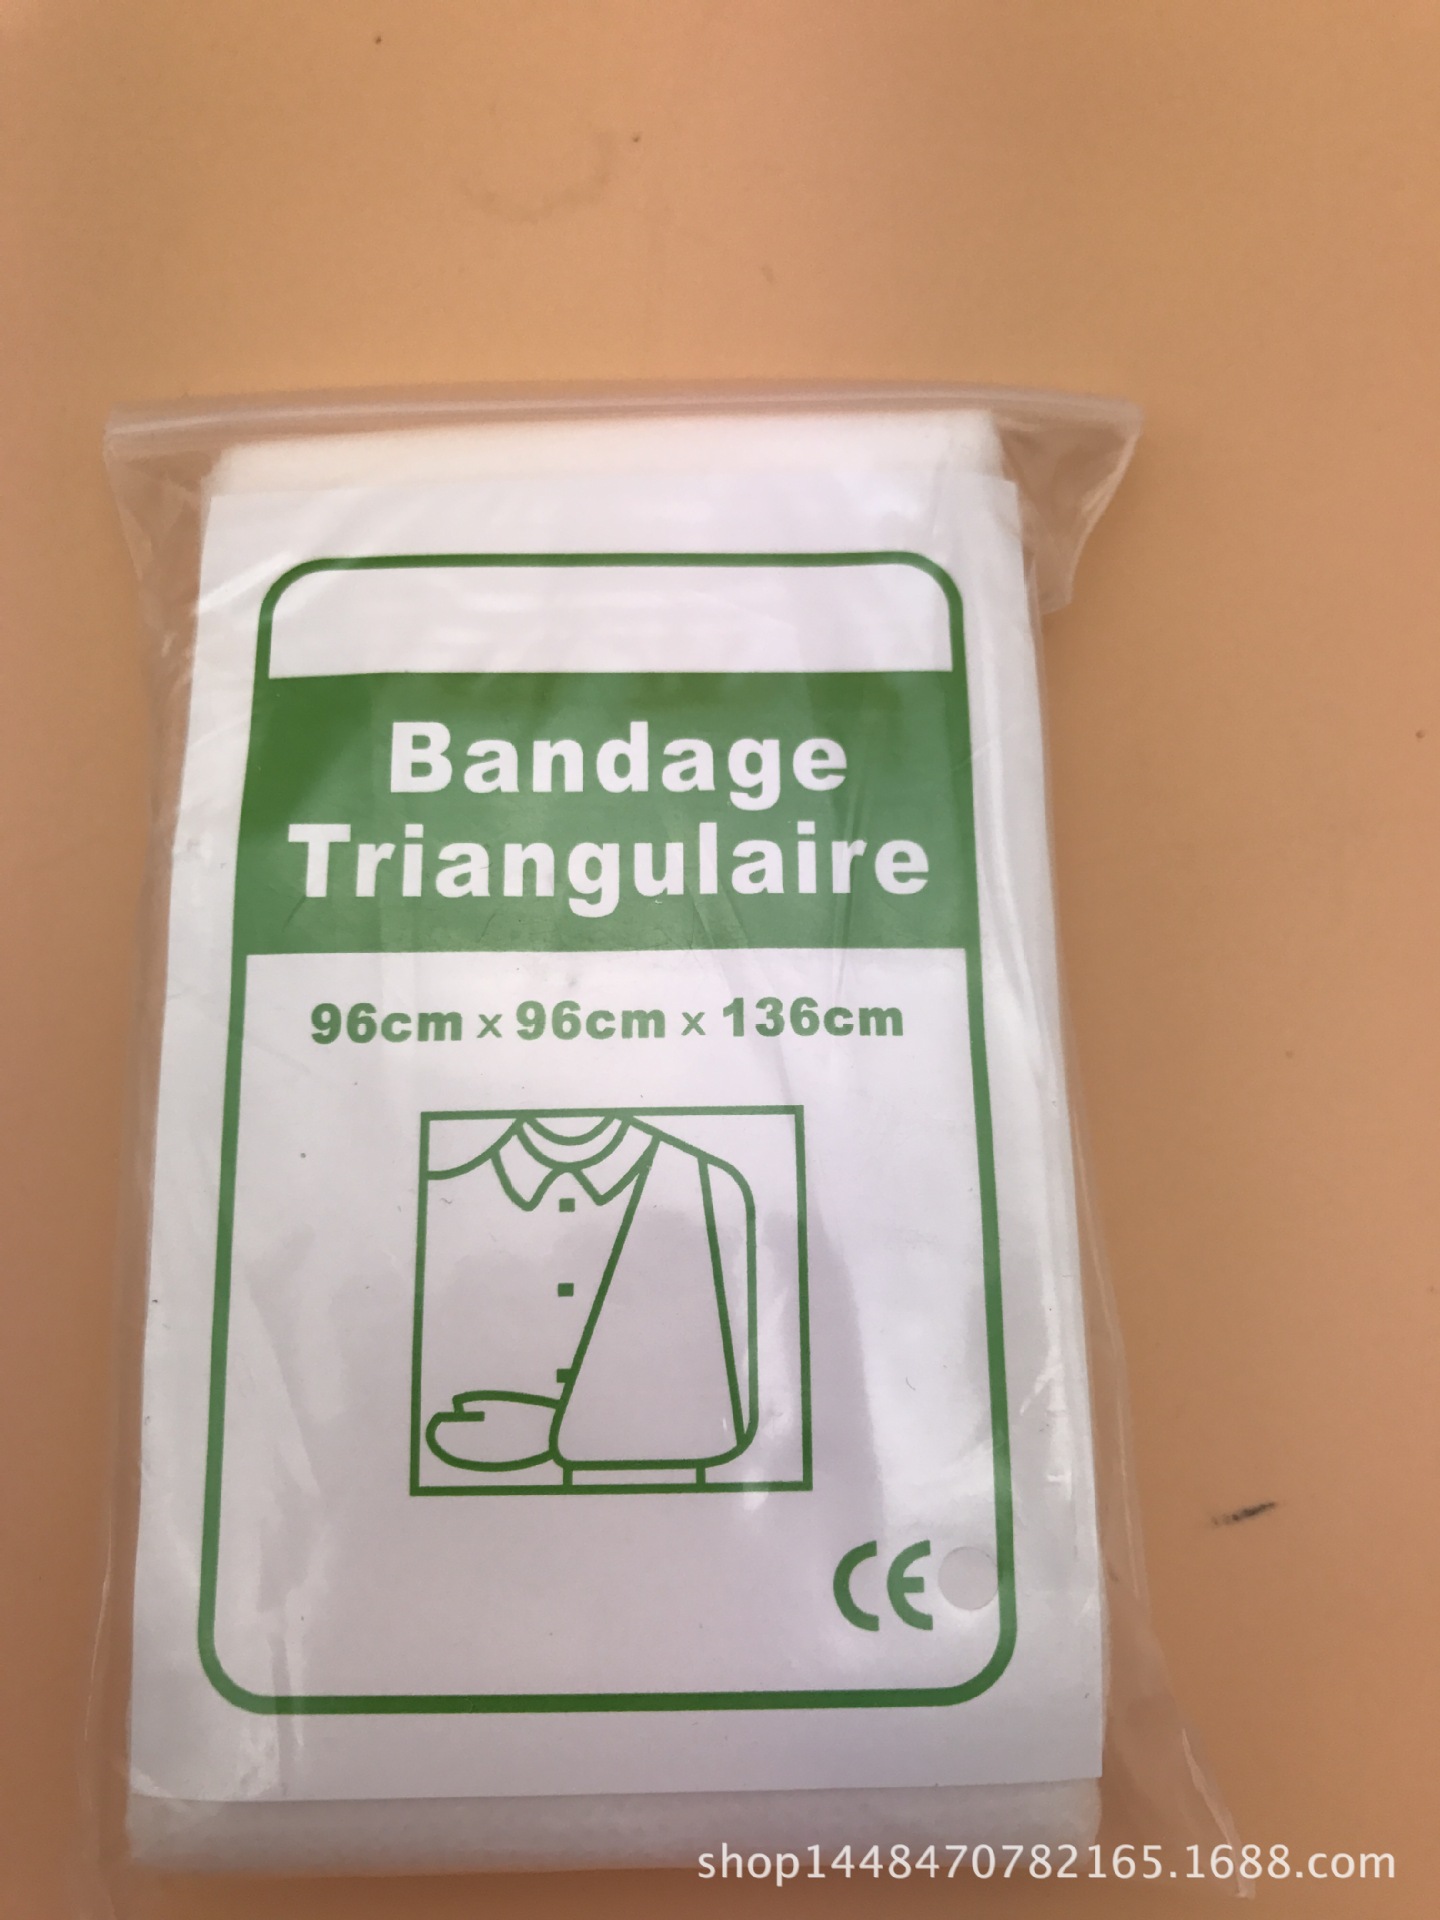 Bandage
Triangulaire
96cm x 96cm x 136cm
CE
shop1448470782165.1688.com